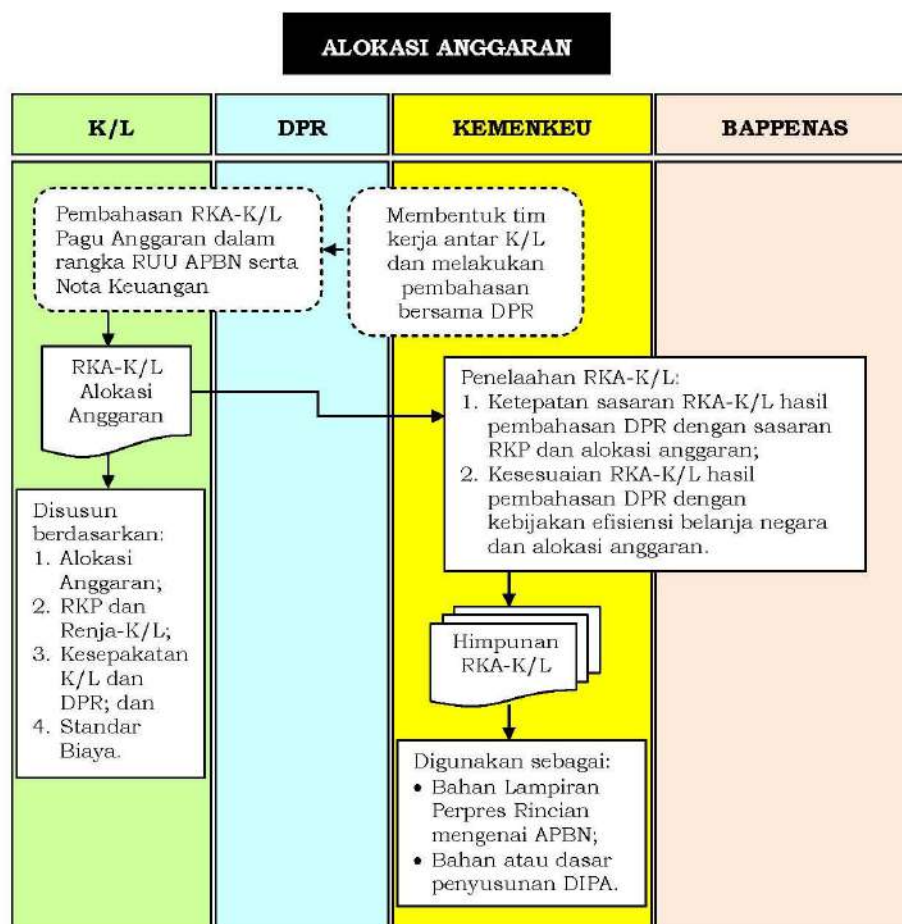 ALOKASI ANGGARAN
K/L
DPR
KEMENKEU
BAPPENAS
Pembahasan RKA-K/L
Pagu Anggaran dalam
rangka RUU APBN serta
Nota Keuangan
Membentuk tim
kerja antar K/L
dan melakukan
pembahasan
bersama DPR
RKA-K/L
Alokasi
Anggaran
Penelaahan RKA-K/L:
1. Ketepatan sasaran RKA-K/L hasil
pembahasan DPR dengan sasaran
RKP dan alokasi anggaran;
2. Kesesuaian RKA-K/L hasil
pembahasan DPR dengan
kebijakan efisiensi belanja negara
dan alokasi anggaran.
Disusun
berdasarkan:
1. Alokasi
Anggaran;
2. RKP dan
Renja-K/L;
3. Kesepakatan
K/L dan
DPR; dan
4. Standar
Biaya.
Himpunan
RKA-K/L
Digunakan sebagai:
• Bahan Lampiran
Perpres Rincian
mengenai APBN;
• Bahan atau dasar
penyusunan DIPA.